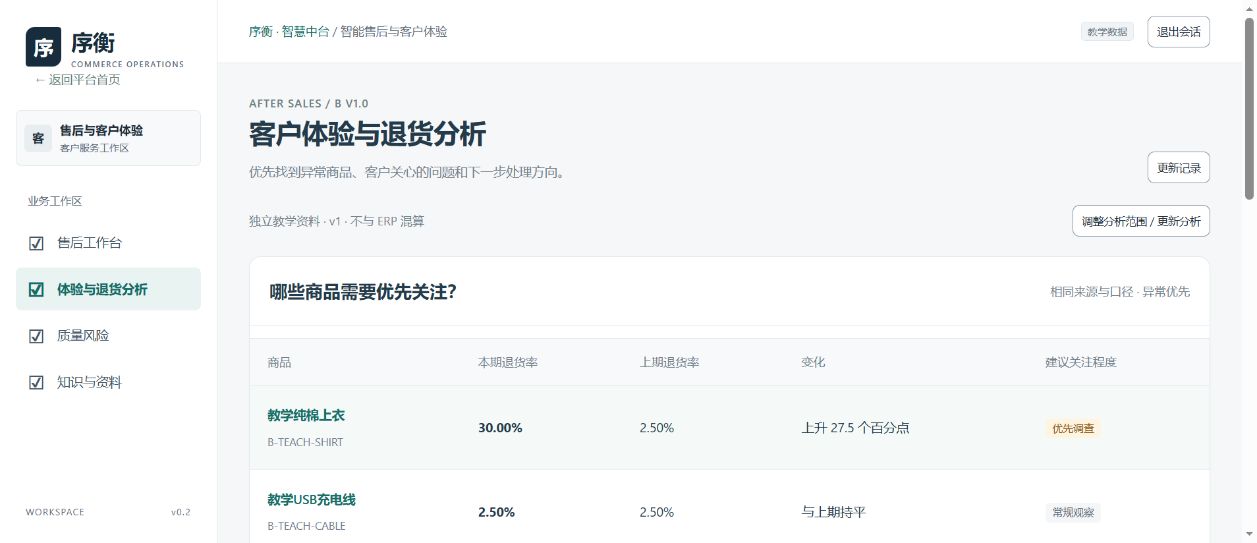 序 序衡
COMMERCE OPERATIONS
← 返回平台首页
客 售后与客户体验
客户服务工作区
业务工作区
售后工作台
体验与退货分析
质量风险
知识与资料
WORKSPACE v0.2
序衡 · 智慧中台 / 智能售后与客户体验
教学数据 退出会话
AFTER SALES / B V1.0
客户体验与退货分析
优先找到异常商品、客户关心的问题和下一步处理方向。
更新记录
独立教学资料 · v1 · 不与 ERP 混算
调整分析范围 / 更新分析
哪些商品需要优先关注?
相同来源与口径 · 异常优先
商品 本期退货率 上期退货率 变化 建议关注程度
教学纯棉上衣
B-TEACH-SHIRT
30.00% 2.50% 上升 27.5 个百分点 优先调查
教学USB充电线
B-TEACH-CABLE
2.50% 2.50% 与上期持平 常规观察